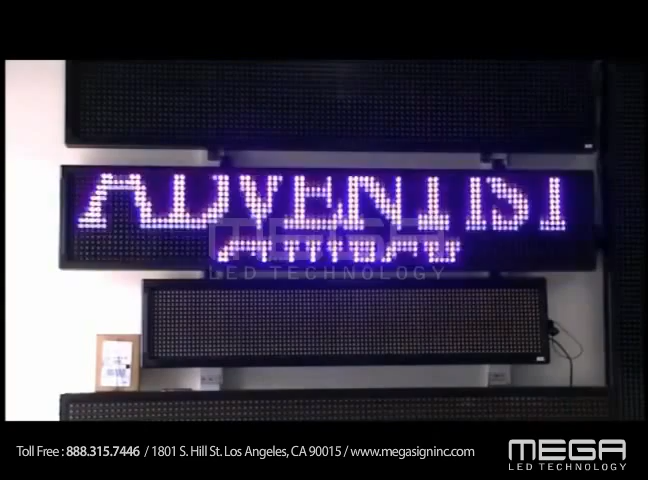 ADVENTIST
MEGA
LED TECHNOLOGY
Toll Free : 888.315.7446 / 1801 S. Hill St. Los Angeles, CA 90015 / www.megasigninc.com
MEGA
LED TECHNOLOGY